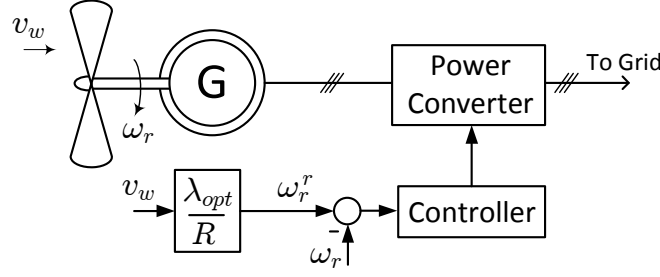 v_w
ω_r
G
Power
Converter
To Grid
v_w
λ_opt
R
ω_r^r
-
ω_r
Controller